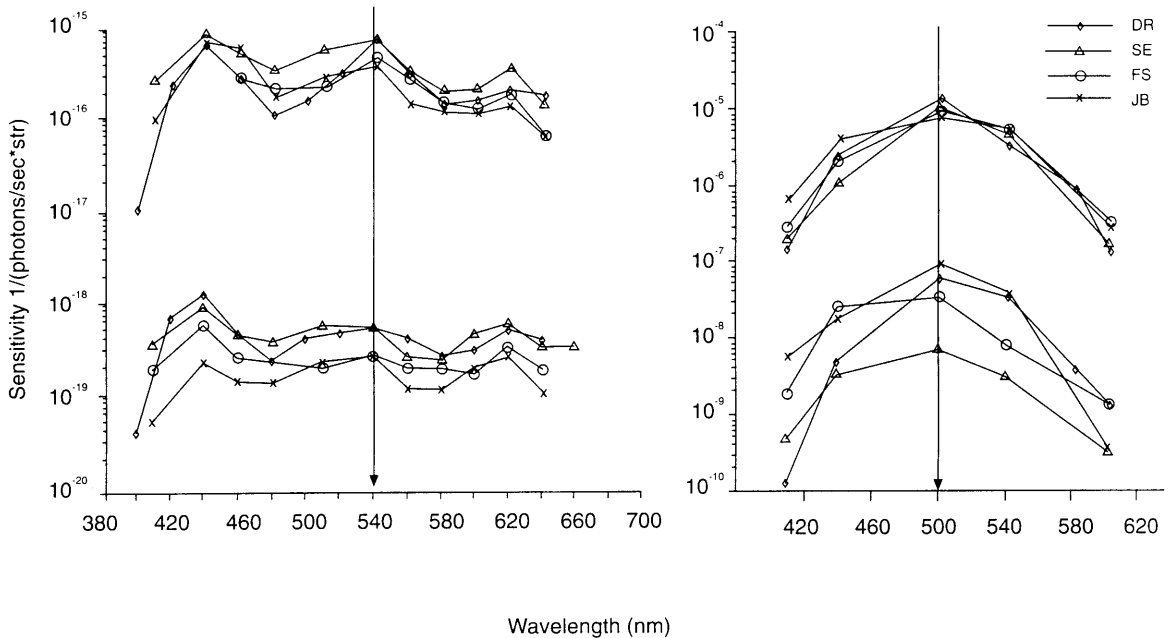 Sensitivity 1/(photons/sec*str)
10^-15
10^-16
10^-17
10^-18
10^-19
10^-20
380 420 460 500 540 580 620 660 700
10^-4
10^-5
10^-6
10^-7
10^-8
10^-9
10^-10
420 460 500 540 580 620
DR
SE
FS
JB
Wavelength (nm)